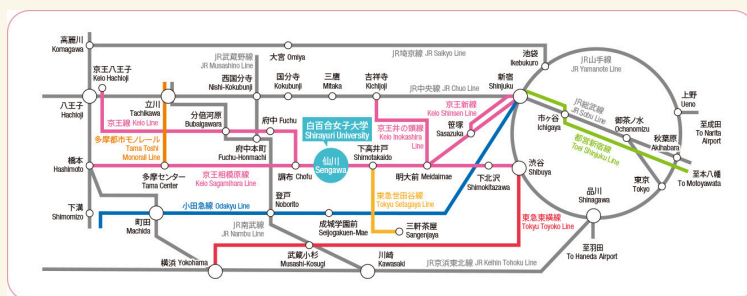 高麗川
Komagawa
京王八王子
Keio Hachioji
八王子
Hachioji
立川
Tachikawa
JR武蔵野線
JR Musashino Line
西国分寺
Nishi-Kokubunji
大宮 Omiya
国分寺
Kokubunji
三鷹
Mitaka
吉祥寺
Kichijoji
JR埼京線 JR Saikyo Line
JR中央線 JR Chuo Line
池袋
Ikebukuro
新宿
Shinjuku
JR山手線
JR Yamanote Line
上野
Ueno
至成田
To Narita
Airport
JR総武線
JR Sobu Line
御茶ノ水
Ochanomizu
市ヶ谷
Ichigaya
秋葉原
Akihabara
都営新宿線
Toei Shinjuku Line
至本八幡
To Motoyawata
京王線 Keio Line
分倍河原
Bubaigawara
府中 Fuchu
白百合女子大学
Shirayuri University
仙川
Sengawa
京王新線
Keio Shinsen Line
京王井の頭線
Keio Inokashira
Line
笹塚
Sasazuka
多摩都市モノレール
Tama Toshi
Monorail Line
府中本町
Fuchu-Honmachi
下高井戸
Shimotakaido
橋本
Hashimoto
多摩センター
Tama Center
京王相模原線
Keio Sagamihara Line
調布 Chofu
明大前 Meidaimae
下北沢
Shimokitazawa
渋谷
Shibuya
東京
Tokyo
品川
Shinagawa
下溝
Shimomizo
町田
Machida
小田急線 Odakyu Line
登戸
Noborito
成城学園前
Seijogakuen-Mae
東急世田谷線
Tokyu Setagaya Line
三軒茶屋
Sangenjaya
東急東横線
Tokyu Toyoko Line
JR南武線
JR Nambu Line
横浜 Yokohama
武蔵小杉
Musashi-Kosugi
川崎
Kawasaki
JR京浜東北線 JR Keihin Tohoku Line
至羽田
To Haneda Airport